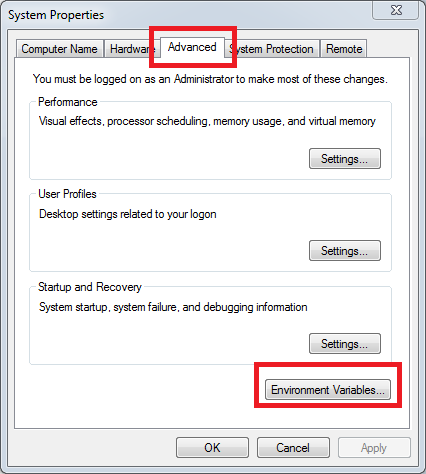 System Properties
Computer Name Hardware Advanced System Protection Remote
You must be logged on as an Administrator to make most of these changes.
Performance
Visual effects, processor scheduling, memory usage, and virtual memory
Settings...
User Profiles
Desktop settings related to your logon
Settings...
Startup and Recovery
System startup, system failure, and debugging information
Settings...
Environment Variables...
OK Cancel Apply